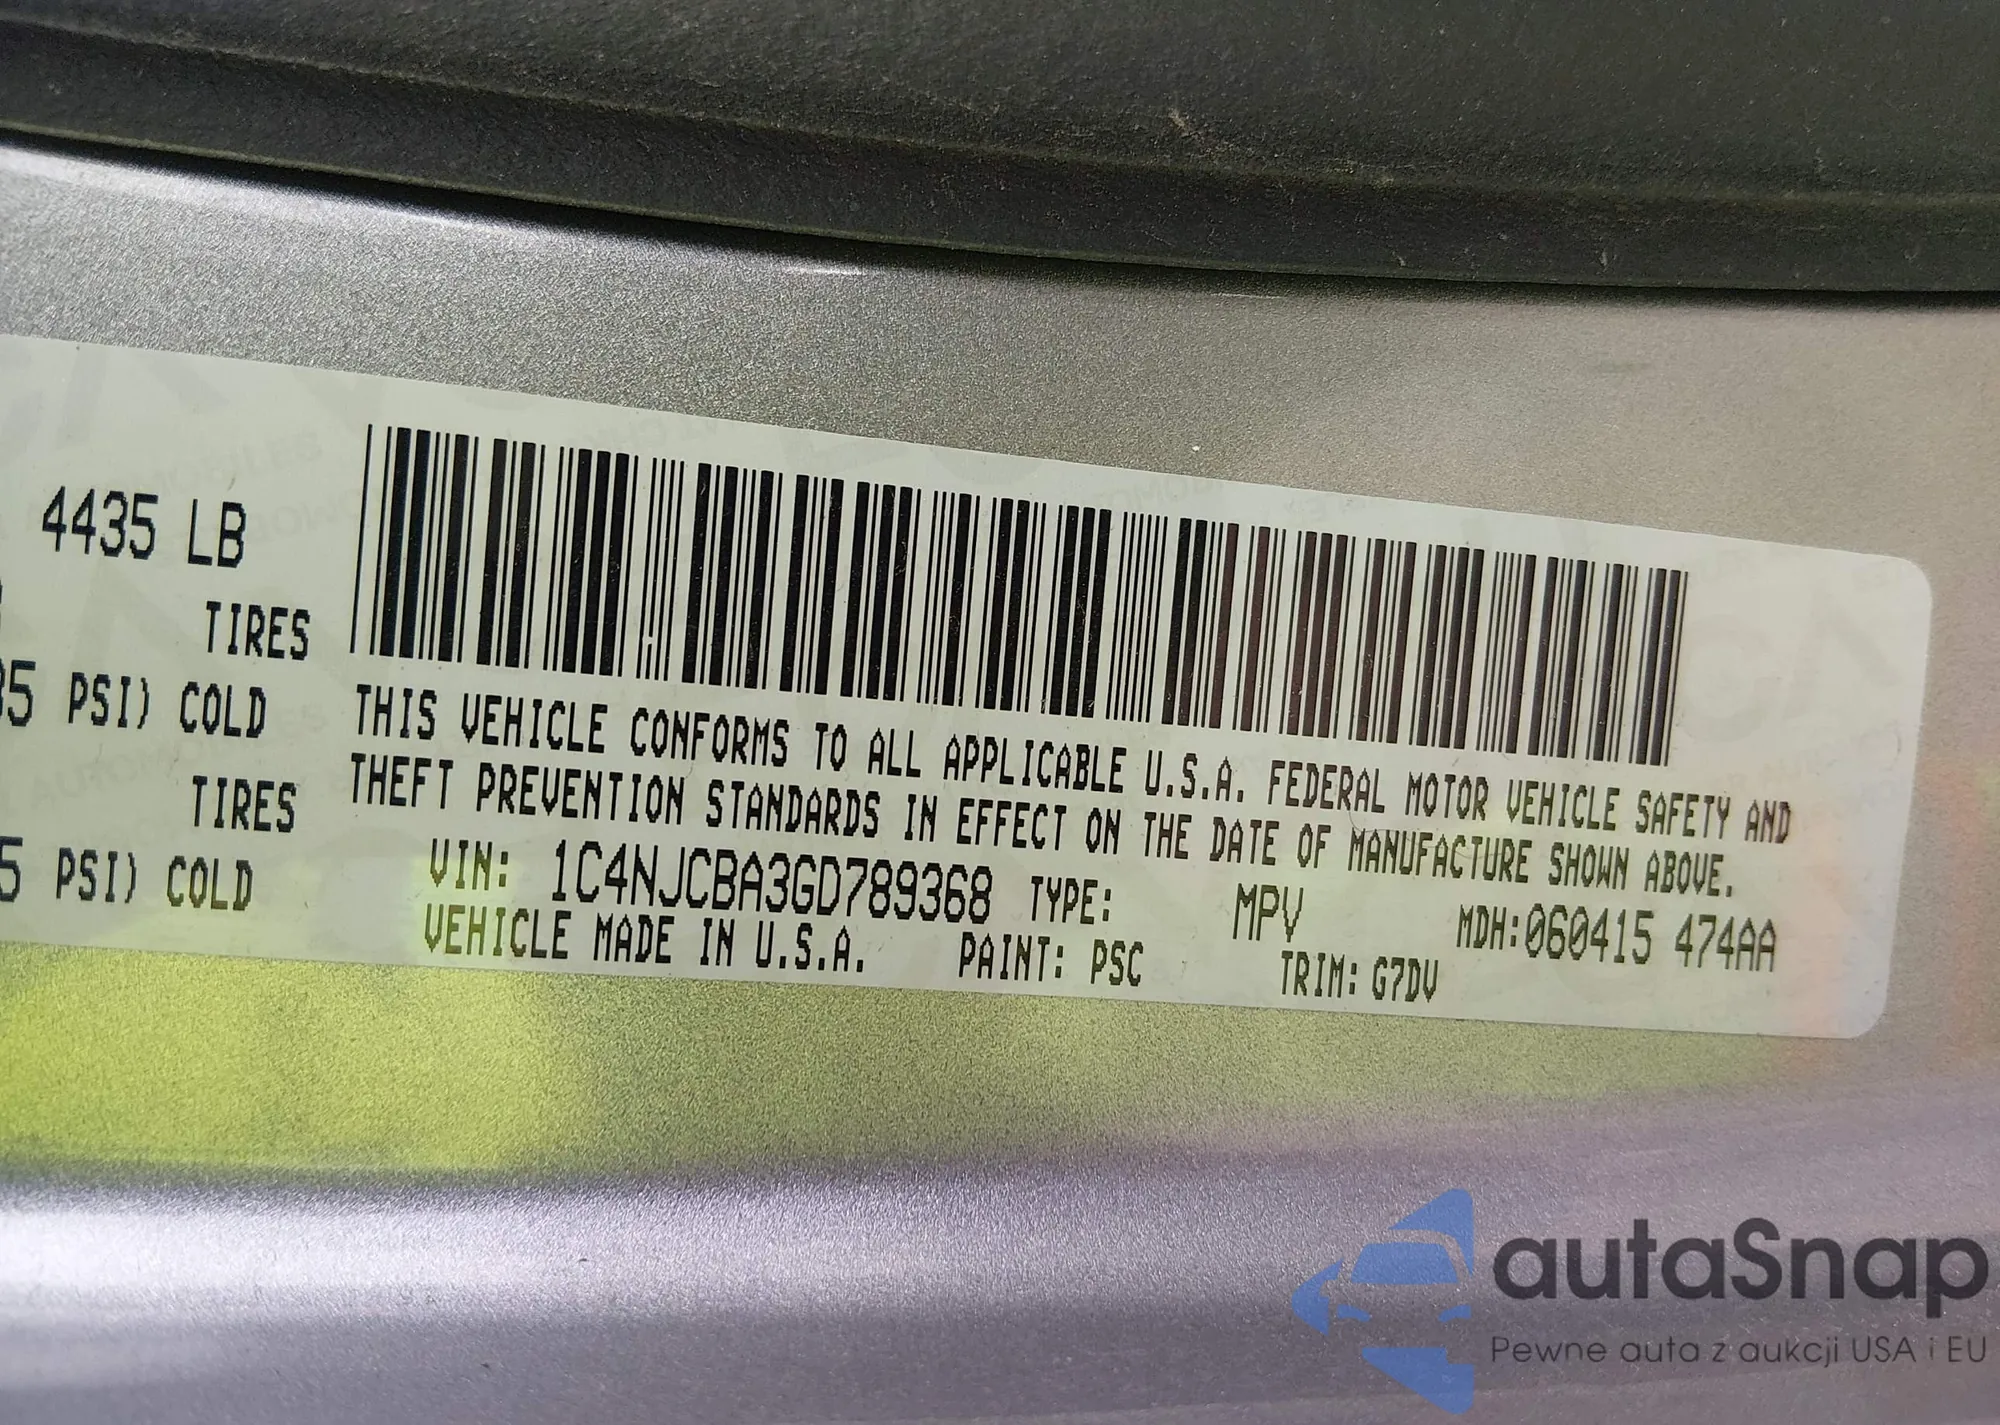 4435 LB
TIRES
35 PSI) COLD
TIRES
5 PSI) COLD
THIS VEHICLE CONFORMS TO ALL APPLICABLE U.S.A. FEDERAL MOTOR VEHICLE SAFETY AND
THEFT PREVENTION STANDARDS IN EFFECT ON THE DATE OF MANUFACTURE SHOWN ABOVE.
VIN: 1C4NJCBA3GD789368 TYPE: MPV MDH:060415 474AA
VEHICLE MADE IN U.S.A. PAINT: PSC TRIM: G7DV
autaSnap
Pewne auta z aukcji USA i EU